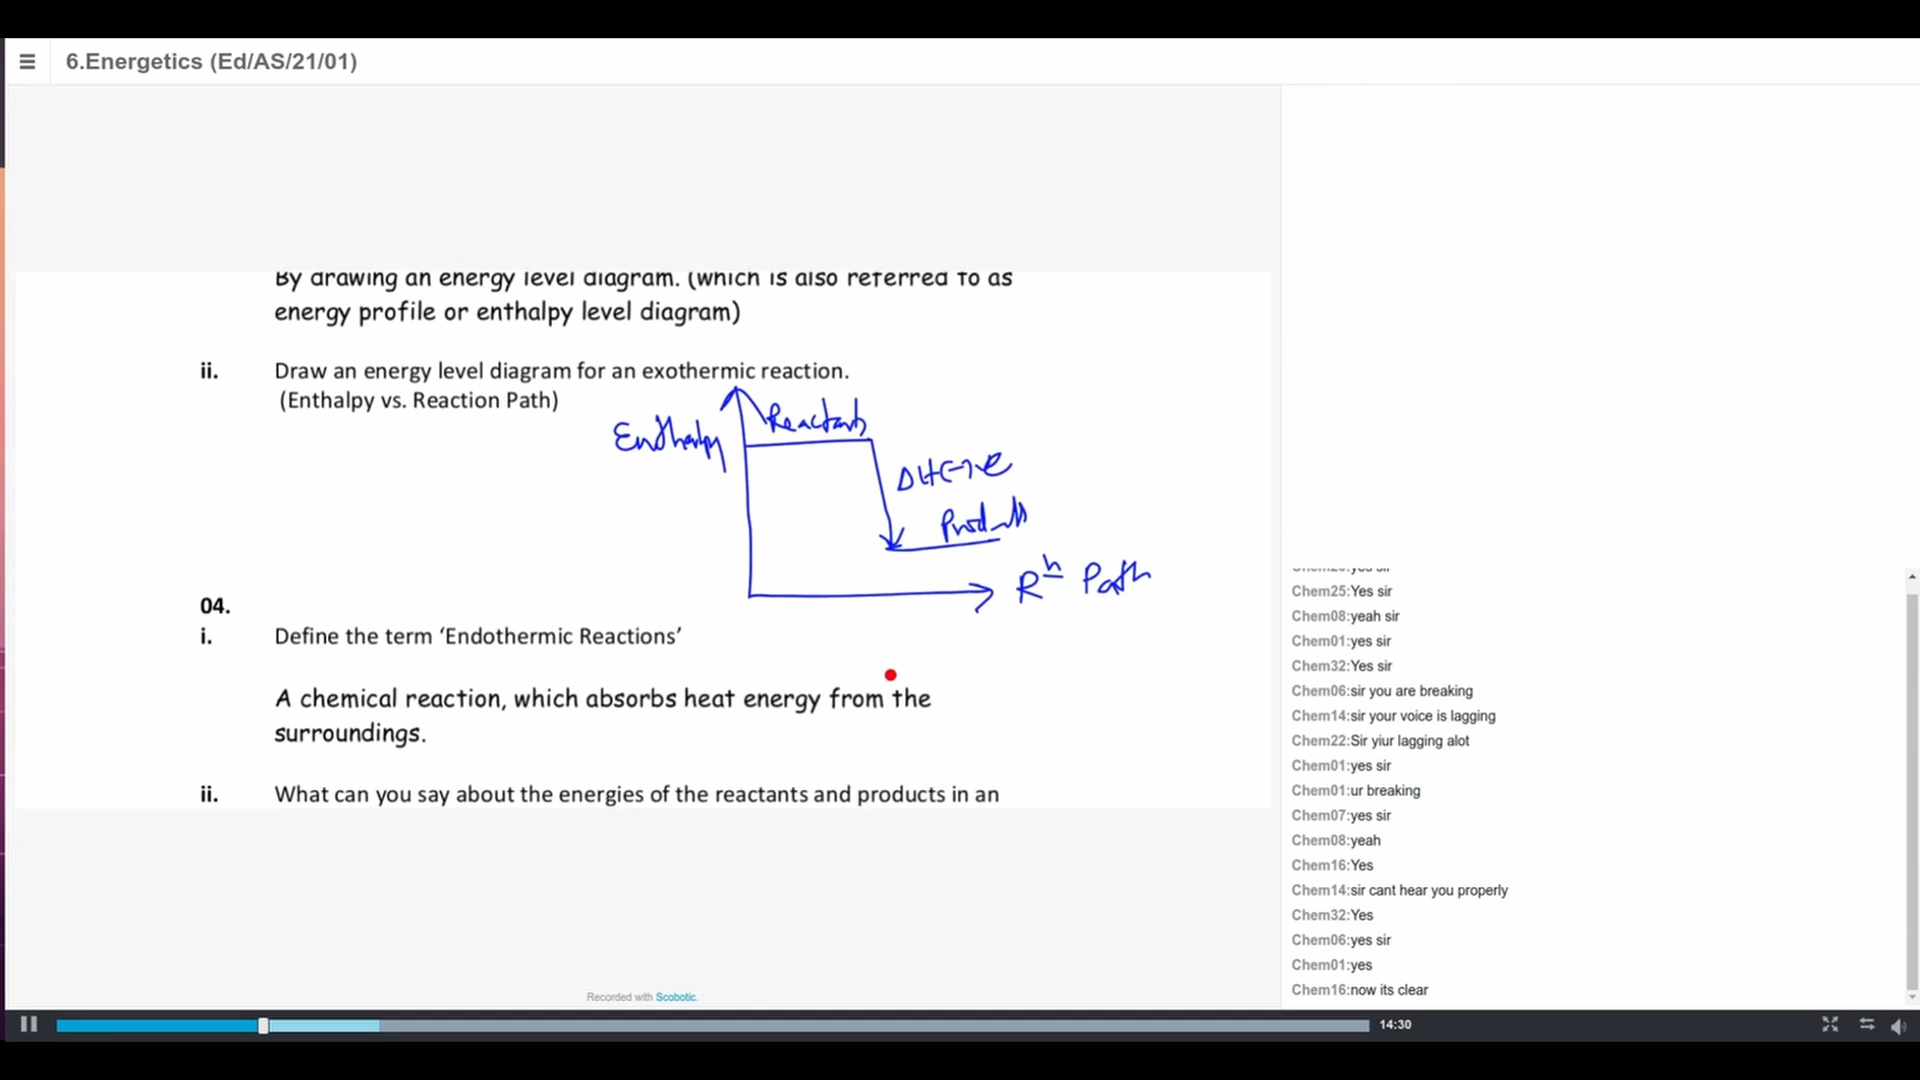 6.Energetics (Ed/AS/21/01)
By drawing an energy level diagram. (which is also referred to as
energy profile or enthalpy level diagram)
ii. Draw an energy level diagram for an exothermic reaction.
(Enthalpy vs. Reaction Path)
Enthalpy
Reactants
ΔH(-)ve
Products
Rn Path
04.
i. Define the term ‘Endothermic Reactions’
A chemical reaction, which absorbs heat energy from the
surroundings.
ii. What can you say about the energies of the reactants and products in an
Recorded with Scobotic.
Chem25:Yes sir
Chem08:yeah sir
Chem01:yes sir
Chem32:Yes sir
Chem06:sir you are breaking
Chem14:sir your voice is lagging
Chem22:Sir yiur lagging alot
Chem01:yes sir
Chem01:ur breaking
Chem07:yes sir
Chem08:yeah
Chem16:Yes
Chem14:sir cant hear you properly
Chem32:Yes
Chem06:yes sir
Chem01:yes
Chem16:now its clear
14:30